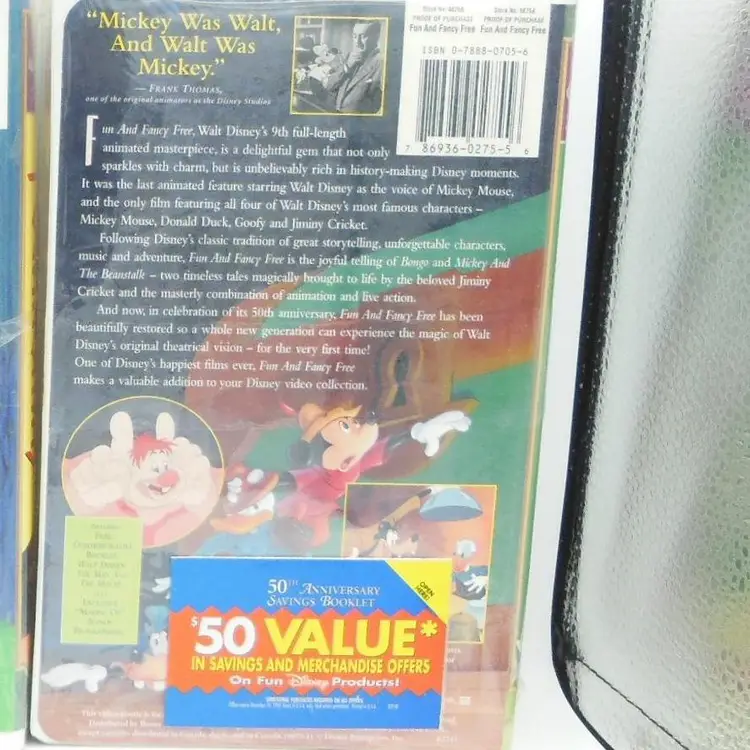 "Mickey Was Walt,
And Walt Was
Mickey."
— Frank Thomas,
one of the original animators at the Disney Studios
PROOF OF PURCHASE
Fun And Fancy Free
PROOF OF PURCHASE
Fun And Fancy Free
ISBN 0-7888-0705-6
7 86936-0275-5 6
Fun And Fancy Free, Walt Disney's 9th full-length
animated masterpiece, is a delightful gem that not only
sparkles with charm, but is unbelievably rich in history-making Disney moments.
It was the last animated feature starring Walt Disney as the voice of Mickey Mouse,
and the only film featuring all four of Walt Disney's most famous characters –
Mickey Mouse, Donald Duck, Goofy and Jiminy Cricket.
Following Disney's classic tradition of great storytelling, unforgettable characters,
music and adventure, Fun And Fancy Free is the joyful telling of Bongo and Mickey And
The Beanstalk – two timeless tales magically brought to life by the beloved Jiminy
Cricket and the masterly combination of animation and live action.
And now, in celebration of its 50th anniversary, Fun And Fancy Free has been
beautifully restored so a whole new generation can experience the magic of Walt
Disney's original theatrical vision – for the very first time!
One of Disney's happiest films ever, Fun And Fancy Free
makes a valuable addition to your Disney video collection.
50TH Anniversary
Savings Booklet
OPEN
HERE!
$50 VALUE*
IN SAVINGS AND MERCHANDISE OFFERS
On Fun Disney Products!